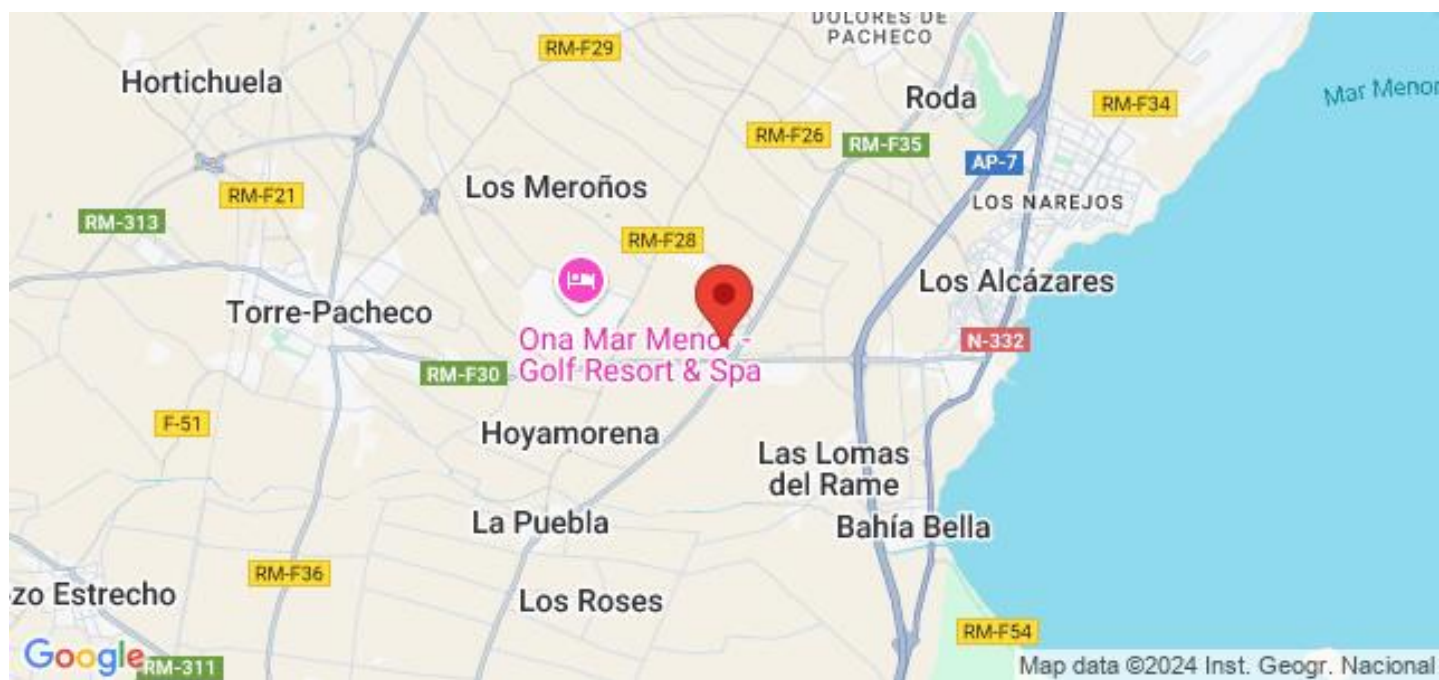 DOLORES DE
PACHECO
RM-F29
Hortichuela
Mar Menor
Roda
RM-F34
RM-F26
RM-F35
AP-7
Los Meroños
RM-F21
LOS NAREJOS
RM-313
RM-F28
Los Alcázares
Torre-Pacheco
Ona Mar Menor -
Golf Resort & Spa
N-332
RM-F30
F-51
Hoyamorena
Las Lomas
del Rame
La Puebla
Bahía Bella
RM-F36
zo Estrecho
Los Roses
RM-F54
Google
RM-311
Map data ©2024 Inst. Geogr. Nacional